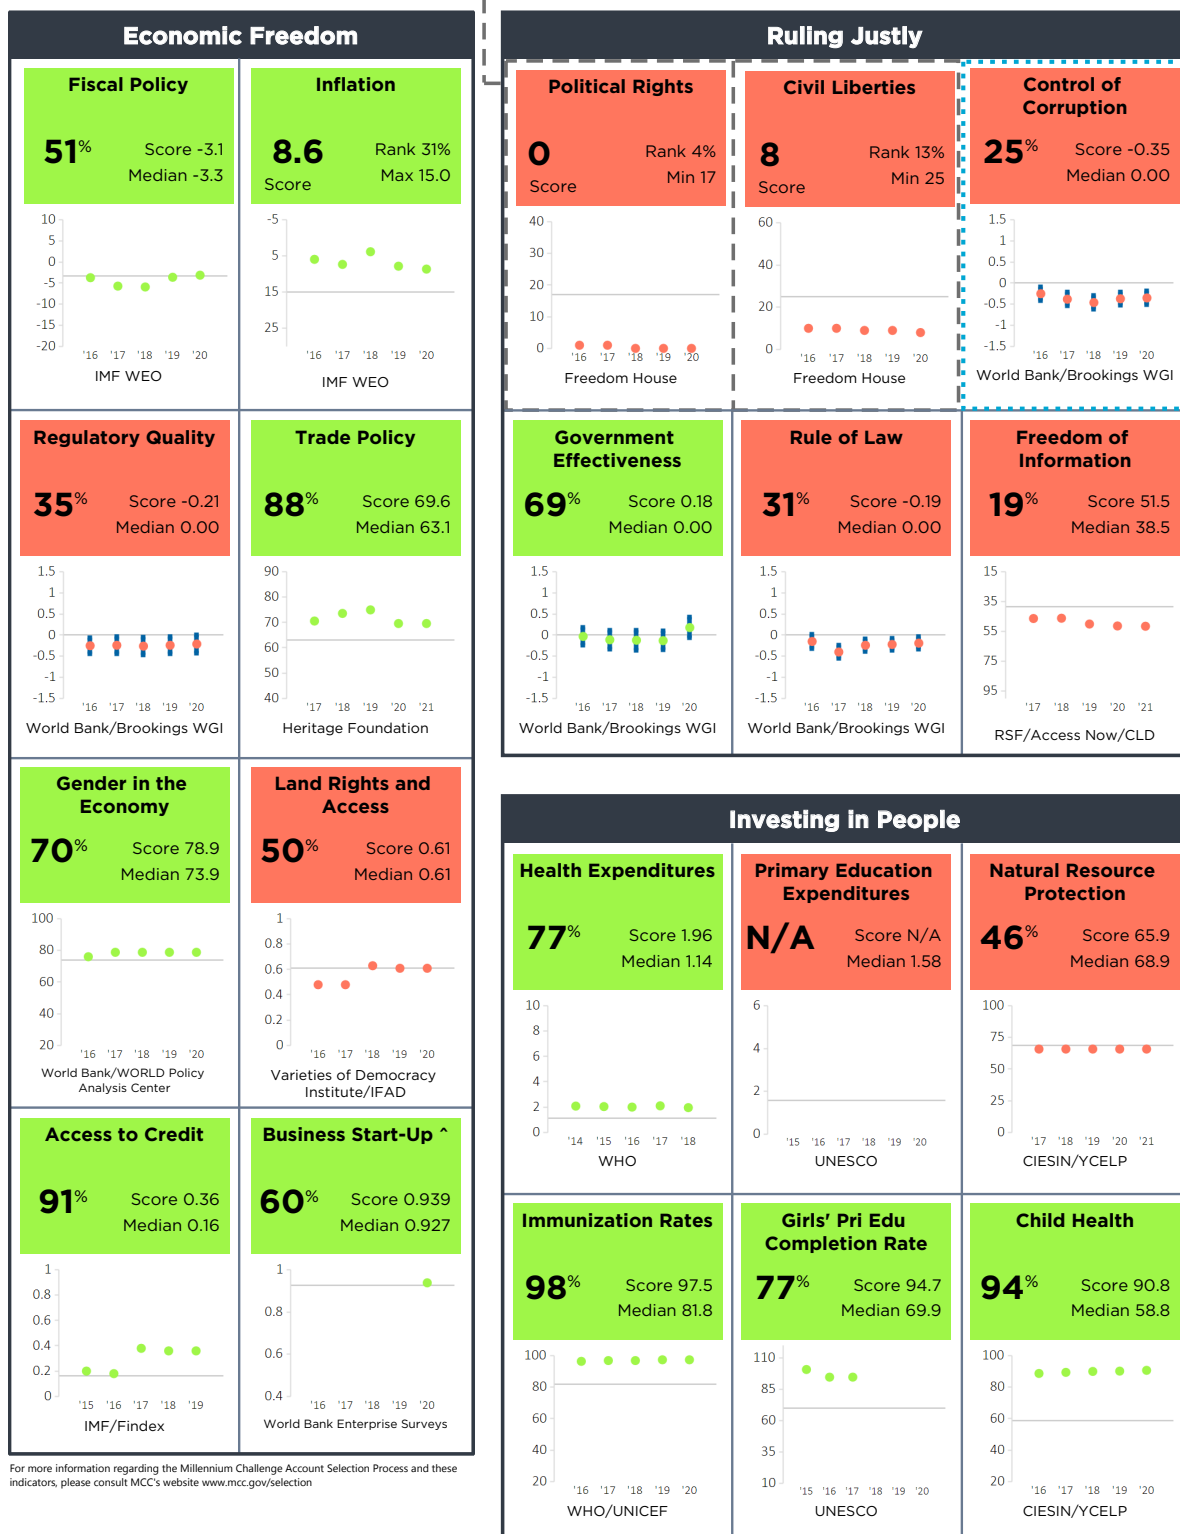 Economic Freedom
Fiscal Policy
51%
Score -3.1
Median -3.3
10
5
0
-5
-10
-15
-20
'16 '17 '18 '19 '20
IMF WEO
Inflation
8.6
Score
Rank 31%
Max 15.0
-5
5
15
25
'16 '17 '18 '19 '20
IMF WEO
Regulatory Quality
35%
Score -0.21
Median 0.00
1.5
1
0.5
0
-0.5
-1
-1.5
'16 '17 '18 '19 '20
World Bank/Brookings WGI
Trade Policy
88%
Score 69.6
Median 63.1
90
80
70
60
50
40
'17 '18 '19 '20 '21
Heritage Foundation
Gender in the
Economy
70%
Score 78.9
Median 73.9
100
80
60
40
20
'16 '17 '18 '19 '20
World Bank/WORLD Policy
Analysis Center
Land Rights and
Access
50%
Score 0.61
Median 0.61
1
0.8
0.6
0.4
0.2
0
'16 '17 '18 '19 '20
Varieties of Democracy
Institute/IFAD
Access to Credit
91%
Score 0.36
Median 0.16
1
0.8
0.6
0.4
0.2
0
'15 '16 '17 '18 '19
IMF/Findex
Business Start-Up ^
60%
Score 0.939
Median 0.927
1
0.8
0.6
0.4
'16 '17 '18 '19 '20
World Bank Enterprise Surveys
For more information regarding the Millennium Challenge Account Selection Process and these
indicators, please consult MCC's website www.mcc.gov/selection
Ruling Justly
Political Rights
0
Score
Rank 4%
Min 17
40
30
20
10
0
'16 '17 '18 '19 '20
Freedom House
Civil Liberties
8
Score
Rank 13%
Min 25
60
40
20
0
'16 '17 '18 '19 '20
Freedom House
Control of
Corruption
25%
Score -0.35
Median 0.00
1.5
1
0.5
0
-0.5
-1
-1.5
'16 '17 '18 '19 '20
World Bank/Brookings WGI
Government
Effectiveness
69%
Score 0.18
Median 0.00
1.5
1
0.5
0
-0.5
-1
-1.5
'16 '17 '18 '19 '20
World Bank/Brookings WGI
Rule of Law
31%
Score -0.19
Median 0.00
1.5
1
0.5
0
-0.5
-1
-1.5
'16 '17 '18 '19 '20
World Bank/Brookings WGI
Freedom of
Information
19%
Score 51.5
Median 38.5
15
35
55
75
95
'17 '18 '19 '20 '21
RSF/Access Now/CLD
Investing in People
Health Expenditures
77%
Score 1.96
Median 1.14
10
8
6
4
2
0
'14 '15 '16 '17 '18
WHO
Primary Education
Expenditures
N/A
Score N/A
Median 1.58
6
4
2
0
'15 '16 '17 '18 '19 '20
UNESCO
Natural Resource
Protection
46%
Score 65.9
Median 68.9
100
75
50
25
0
'17 '18 '19 '20 '21
CIESIN/YCELP
Immunization Rates
98%
Score 97.5
Median 81.8
100
80
60
40
20
'16 '17 '18 '19 '20
WHO/UNICEF
Girls' Pri Edu
Completion Rate
77%
Score 94.7
Median 69.9
110
85
60
35
10
'15 '16 '17 '18 '19 '20
UNESCO
Child Health
94%
Score 90.8
Median 58.8
100
80
60
40
20
'16 '17 '18 '19 '20
CIESIN/YCELP